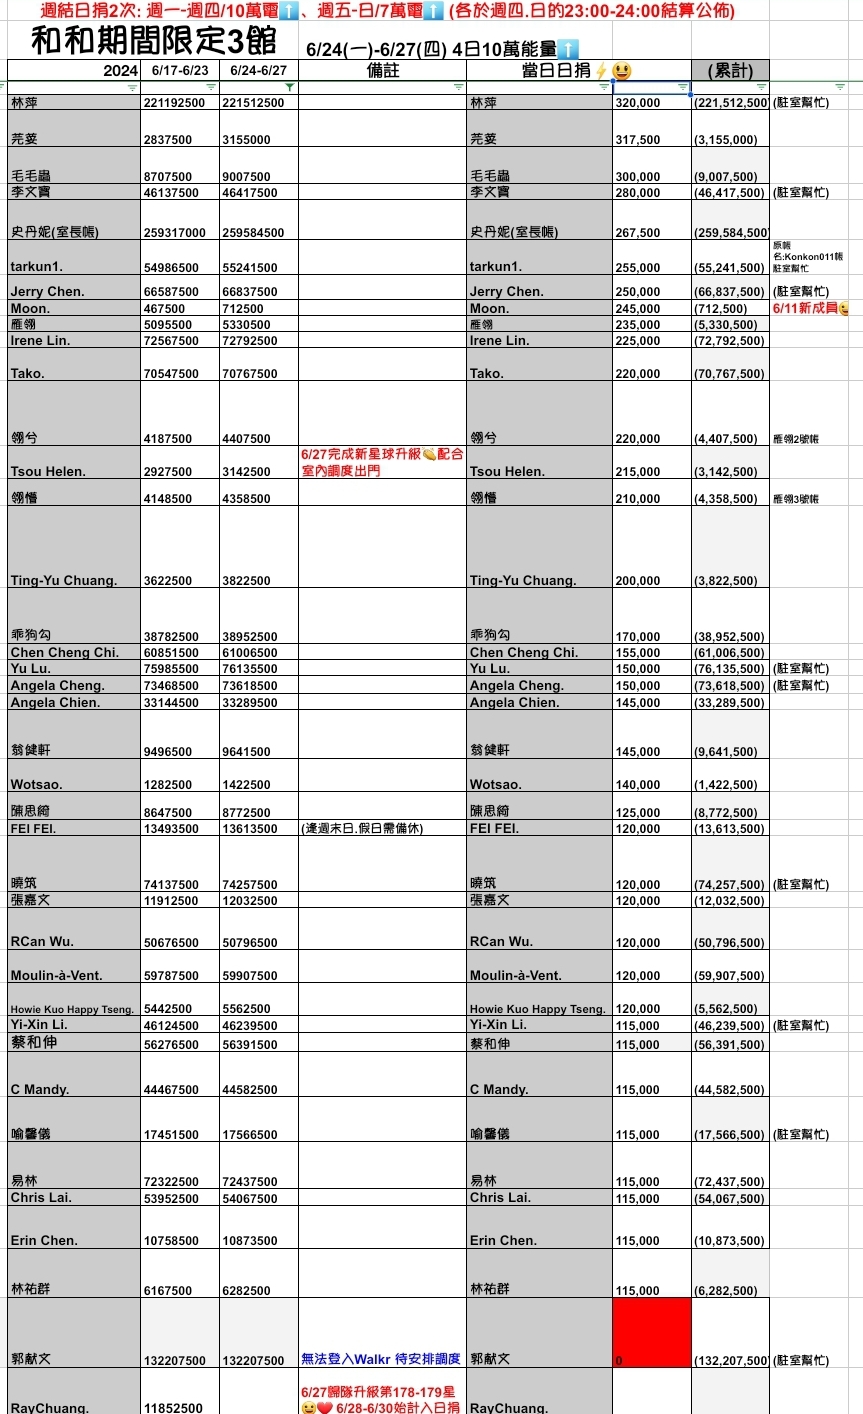 週結日捐2次: 週一-週四/10萬電⬆️、週五-日/7萬電⬆️ (各於週四.日的23:00-24:00結算公佈)
和和期間限定3館 6/24(一)-6/27(四) 4日10萬能量⬆️
2024 6/17-6/23 6/24-6/27 備註 當日日捐⚡😃 (累計)
林萍 221192500 221512500 林萍 320,000 (221,512,500) (駐室幫忙)
芫荽 2837500 3155000 芫荽 317,500 (3,155,000)
毛毛蟲 8707500 9007500 毛毛蟲 300,000 (9,007,500)
李文寶 46137500 46417500 李文寶 280,000 (46,417,500) (駐室幫忙)
史丹妮(室長帳) 259317000 259584500 史丹妮(室長帳) 267,500 (259,584,500)
原帳
名:Konkon011帳
tarkun1. 54986500 55241500 tarkun1. 255,000 (55,241,500) 駐室幫忙
Jerry Chen. 66587500 66837500 Jerry Chen. 250,000 (66,837,500) (駐室幫忙)
Moon. 467500 712500 Moon. 245,000 (712,500) 6/11新成員😃
雁翎 5095500 5330500 雁翎 235,000 (5,330,500)
Irene Lin. 72567500 72792500 Irene Lin. 225,000 (72,792,500)
Tako. 70547500 70767500 Tako. 220,000 (70,767,500)
翎兮 4187500 4407500 翎兮 220,000 (4,407,500) 雁翎2號帳
6/27完成新星球升級👏配合
Tsou Helen. 2927500 3142500 室內調度出門 Tsou Helen. 215,000 (3,142,500)
翎懵 4148500 4358500 翎懵 210,000 (4,358,500) 雁翎3號帳
Ting-Yu Chuang. 3622500 3822500 Ting-Yu Chuang. 200,000 (3,822,500)
乖狗勾 38782500 38952500 乖狗勾 170,000 (38,952,500)
Chen Cheng Chi. 60851500 61006500 Chen Cheng Chi. 155,000 (61,006,500)
Yu Lu. 75985500 76135500 Yu Lu. 150,000 (76,135,500) (駐室幫忙)
Angela Cheng. 73468500 73618500 Angela Cheng. 150,000 (73,618,500) (駐室幫忙)
Angela Chien. 33144500 33289500 Angela Chien. 145,000 (33,289,500)
翁健軒 9496500 9641500 翁健軒 145,000 (9,641,500)
Wotsao. 1282500 1422500 Wotsao. 140,000 (1,422,500)
陳思綺 8647500 8772500 陳思綺 125,000 (8,772,500)
FEI FEI. 13493500 13613500 (逢週末日.假日需備休) FEI FEI. 120,000 (13,613,500)
曉筑 74137500 74257500 曉筑 120,000 (74,257,500) (駐室幫忙)
張嘉文 11912500 12032500 張嘉文 120,000 (12,032,500)
RCan Wu. 50676500 50796500 RCan Wu. 120,000 (50,796,500)
Moulin-à-Vent. 59787500 59907500 Moulin-à-Vent. 120,000 (59,907,500)
Howie Kuo Happy Tseng. 5442500 5562500 Howie Kuo Happy Tseng. 120,000 (5,562,500)
Yi-Xin Li. 46124500 46239500 Yi-Xin Li. 115,000 (46,239,500) (駐室幫忙)
蔡和伸 56276500 56391500 蔡和伸 115,000 (56,391,500)
C Mandy. 44467500 44582500 C Mandy. 115,000 (44,582,500)
喻馨儀 17451500 17566500 喻馨儀 115,000 (17,566,500) (駐室幫忙)
易林 72322500 72437500 易林 115,000 (72,437,500)
Chris Lai. 53952500 54067500 Chris Lai. 115,000 (54,067,500)
Erin Chen. 10758500 10873500 Erin Chen. 115,000 (10,873,500)
林祐群 6167500 6282500 林祐群 115,000 (6,282,500)
郭献文 132207500 132207500 無法登入Walkr 待安排調度 郭献文 0 (132,207,500) (駐室幫忙)
6/27歸隊升級第178-179星
RayChuang. 11852500 😀❤️ 6/28-6/30始計入日捐 RayChuang.